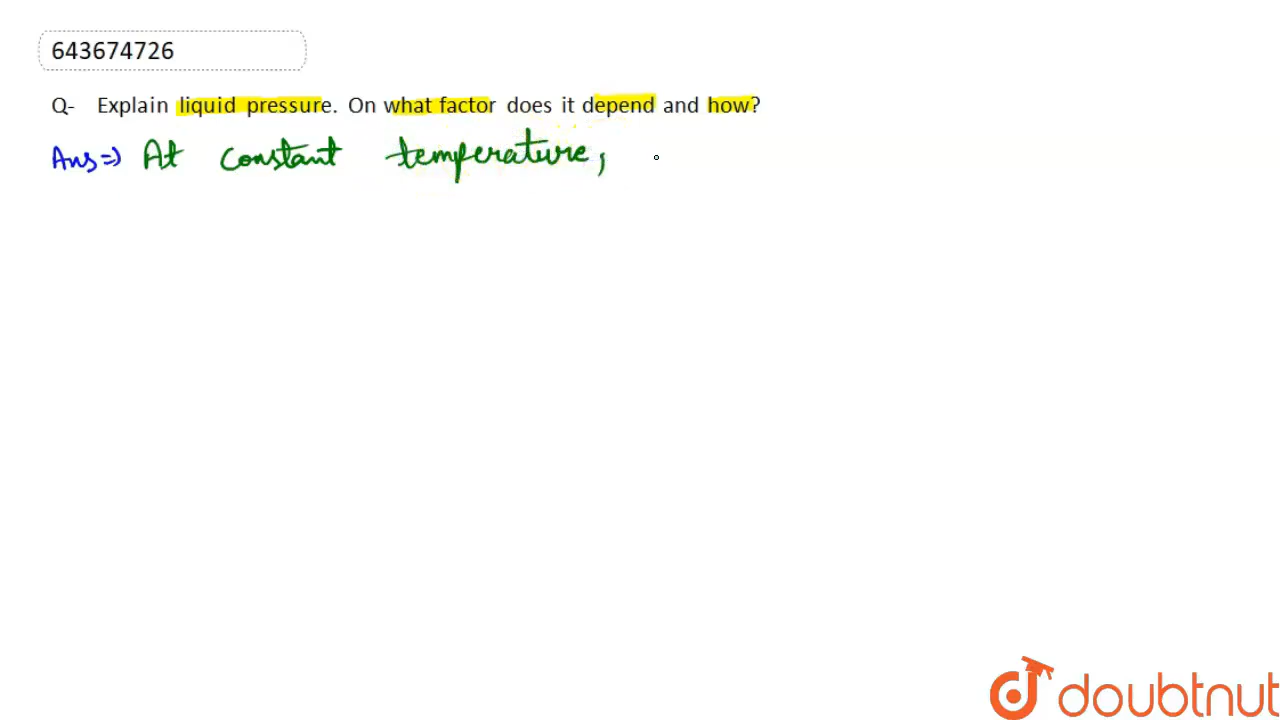 643674726
Q- Explain liquid pressure. On what factor does it depend and how?
Ans=> At constant temperature,
doubtnut